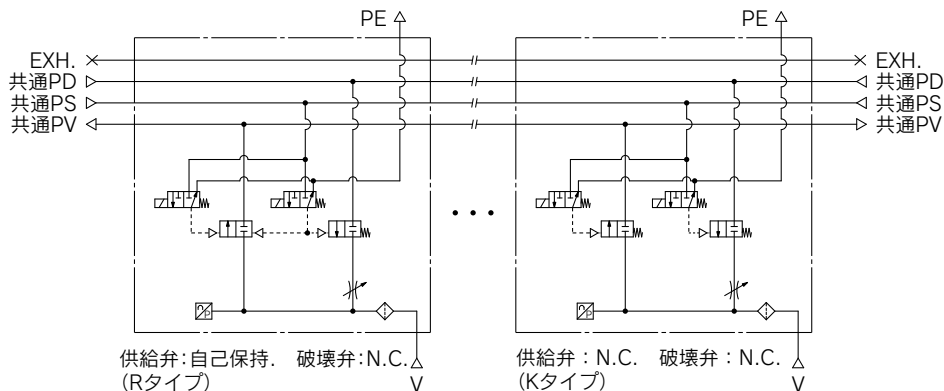 PE
PE
EXH.
EXH.
共通PD
共通PD
共通PS
共通PS
共通PV
共通PV
供給弁：自己保持． 破壊弁：N.C.
(Rタイプ)
V
供給弁：N.C. 破壊弁：N.C.
(Kタイプ)
V